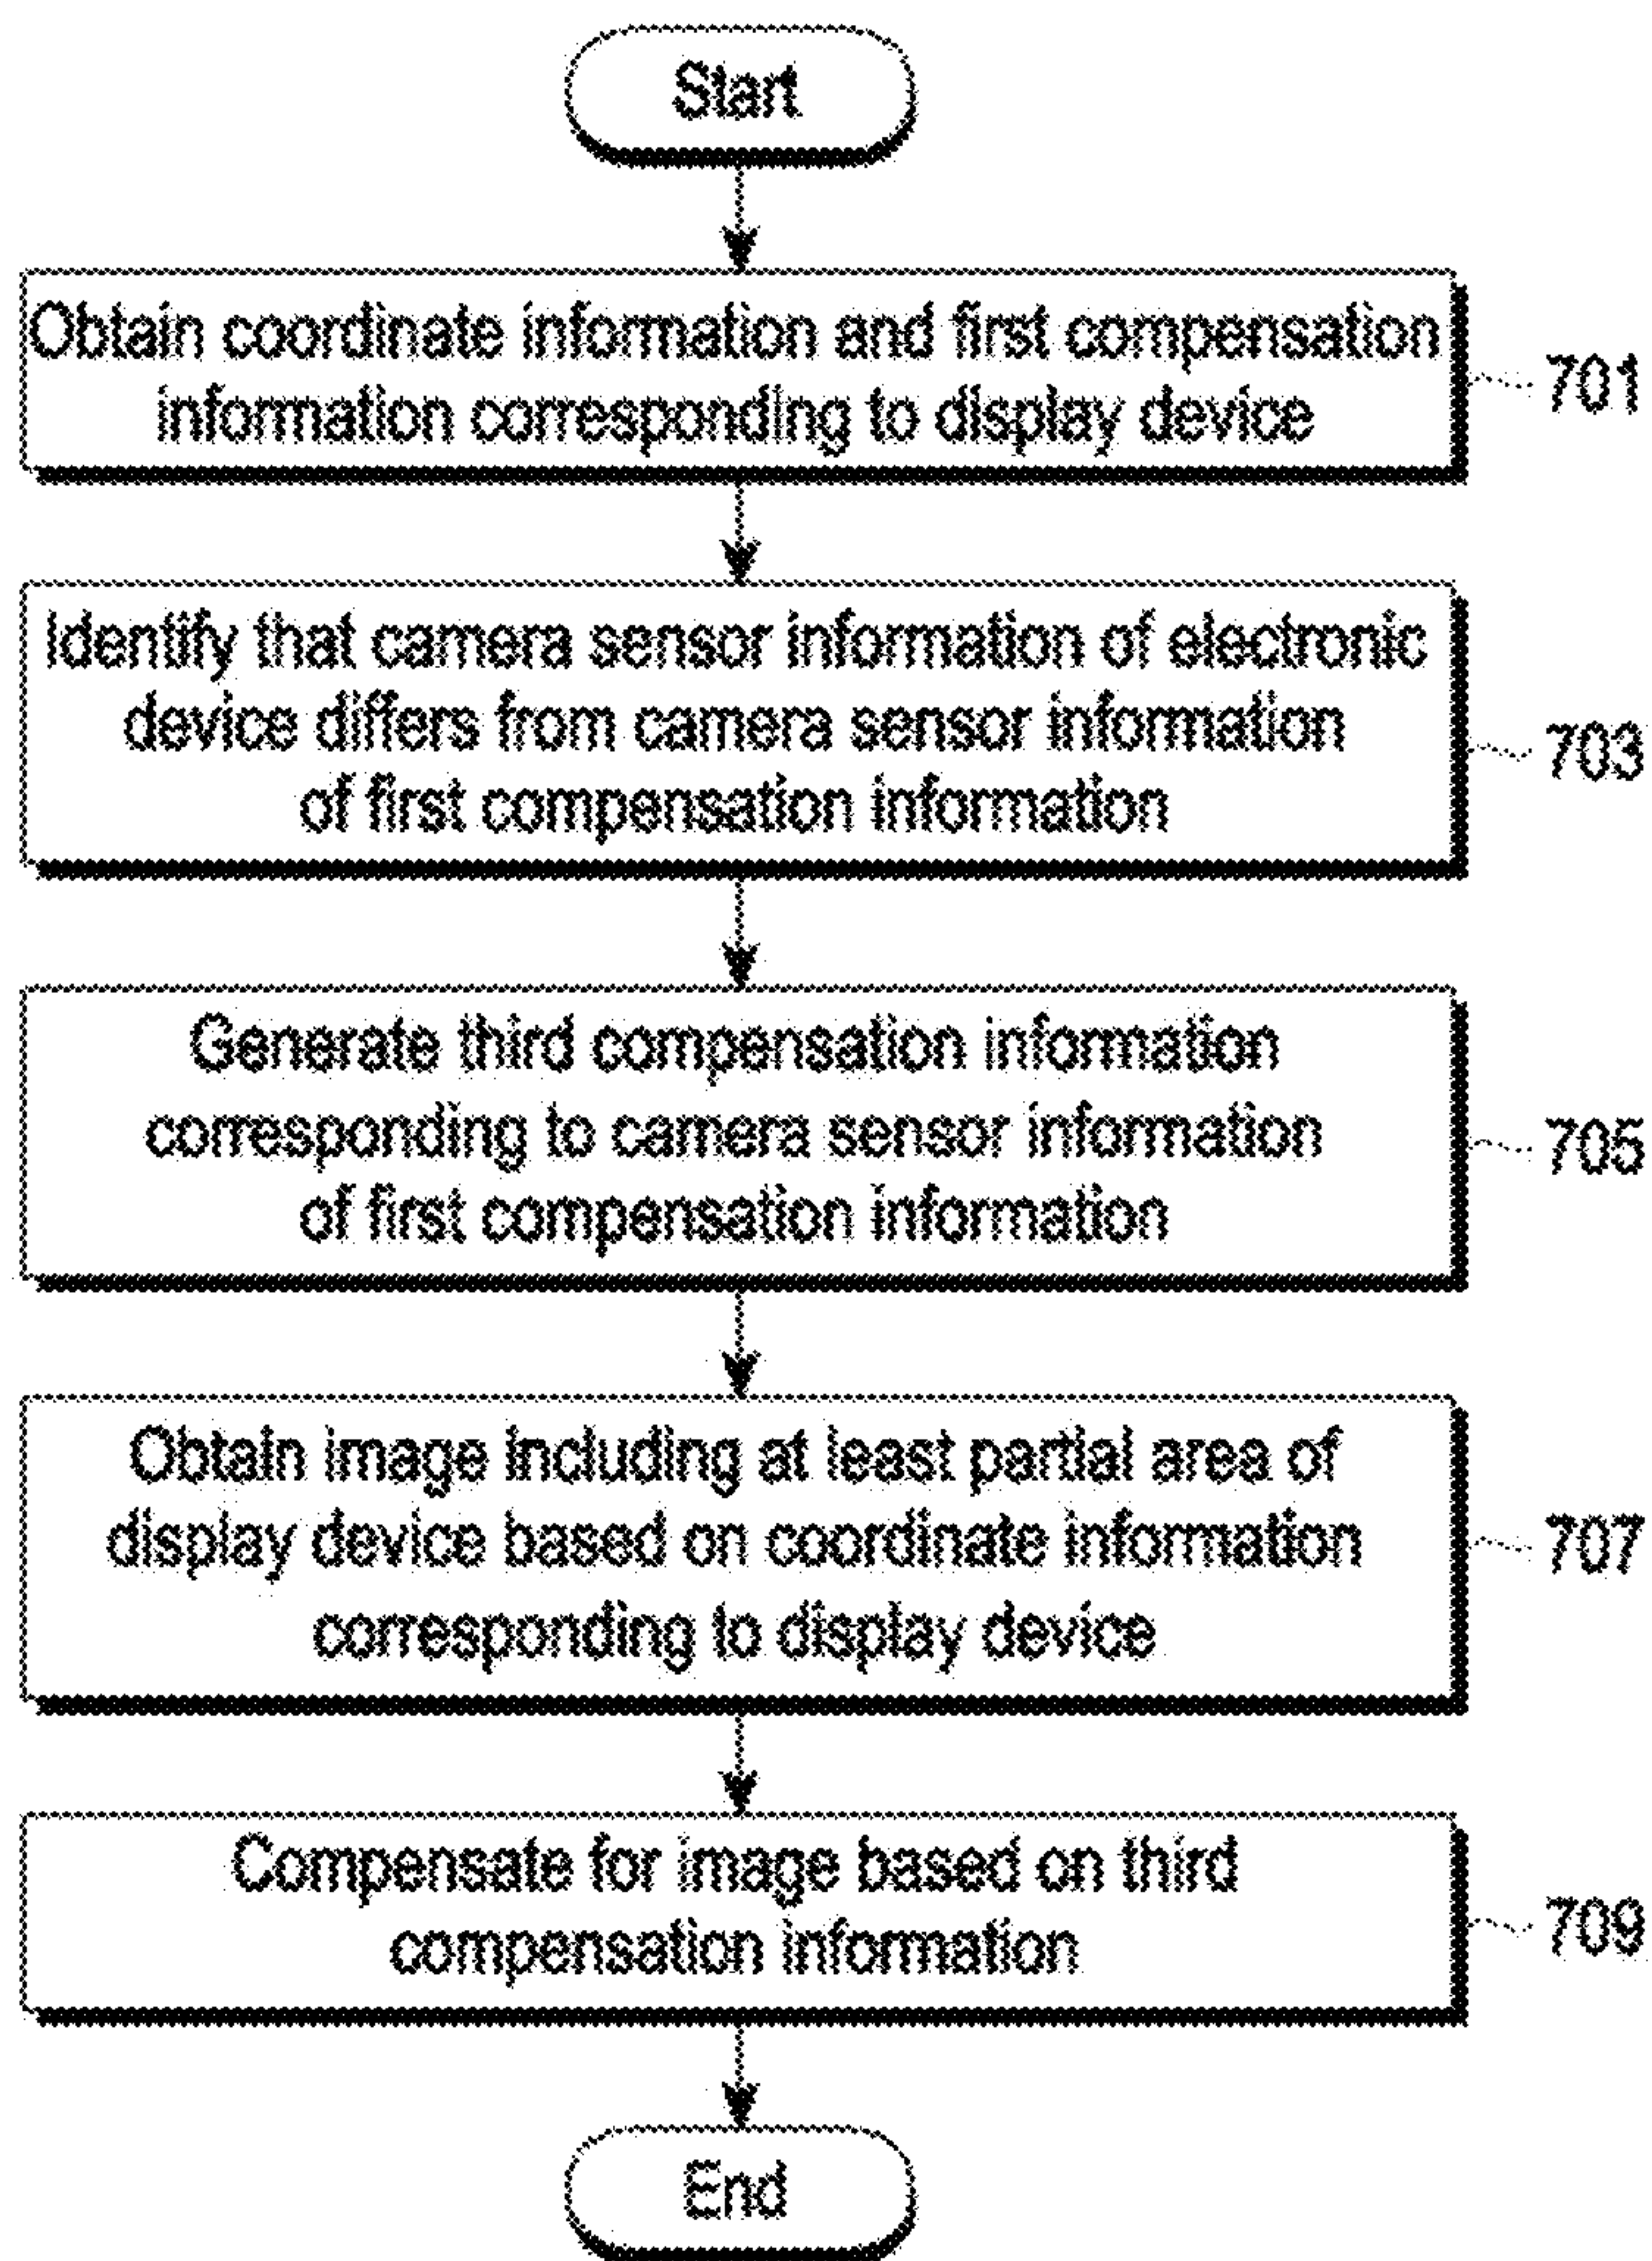 Start
Obtain coordinate information and first compensation
information corresponding to display device
701
Identify that camera sensor information of electronic
device differs from camera sensor information
of first compensation information
703
Generate third compensation information
corresponding to camera sensor information
of first compensation information
705
Obtain image including at least partial area of
display device based on coordinate information
corresponding to display device
707
Compensate for image based on third
compensation information
709
End